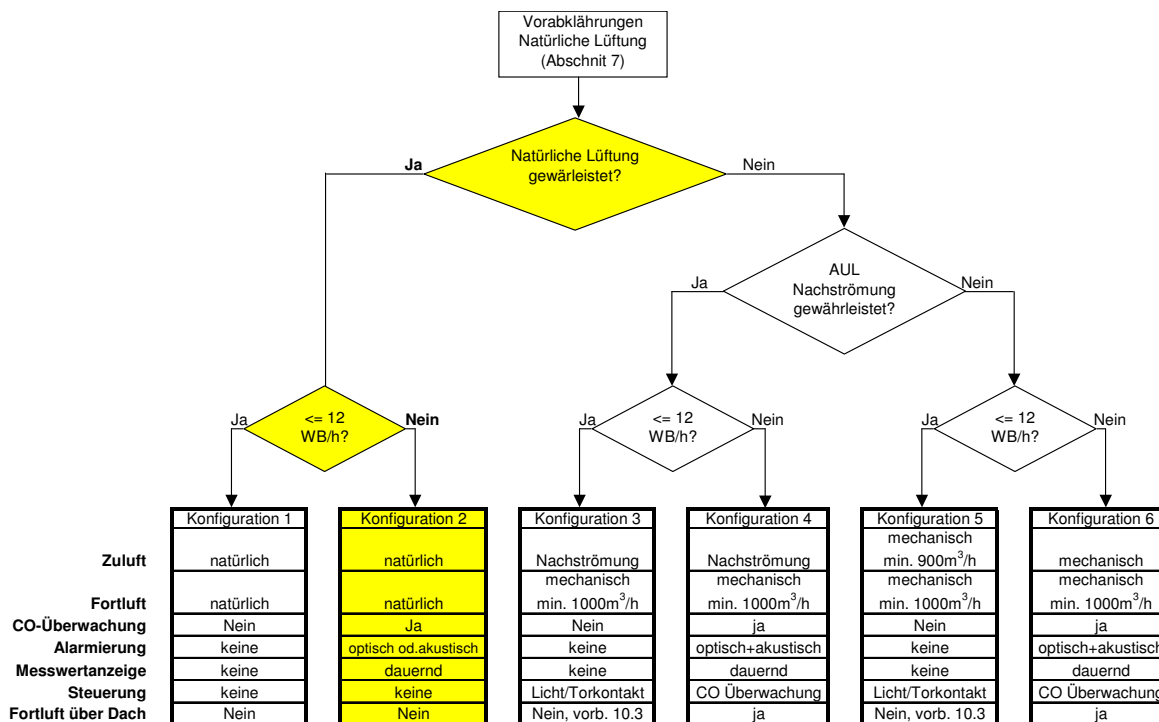 Vorabklährungen
Natürliche Lüftung
(Abschnit 7)
Natürliche Lüftung
gewärleistet?
Ja
Nein
AUL
Nachströmung
gewährleistet?
Ja
Nein
<= 12
WB/h?
Ja
Nein
<= 12
WB/h?
Ja
Nein
<= 12
WB/h?
Ja
Nein
Konfiguration 1 Konfiguration 2 Konfiguration 3 Konfiguration 4 Konfiguration 5 Konfiguration 6
Zuluft natürlich natürlich Nachströmung Nachströmung mechanisch min. 900m³/h mechanisch
Fortluft natürlich natürlich mechanisch min. 1000m³/h mechanisch min. 1000m³/h mechanisch min. 1000m³/h mechanisch min. 1000m³/h
CO-Überwachung Nein Ja Nein ja Nein ja
Alarmierung keine optisch od.akustisch keine optisch+akustisch keine optisch+akustisch
Messwertanzeige keine dauernd keine dauernd keine dauernd
Steuerung keine keine Licht/Torkontakt CO Überwachung Licht/Torkontakt CO Überwachung
Fortluft über Dach Nein Nein Nein, vorb. 10.3 ja Nein, vorb. 10.3 ja